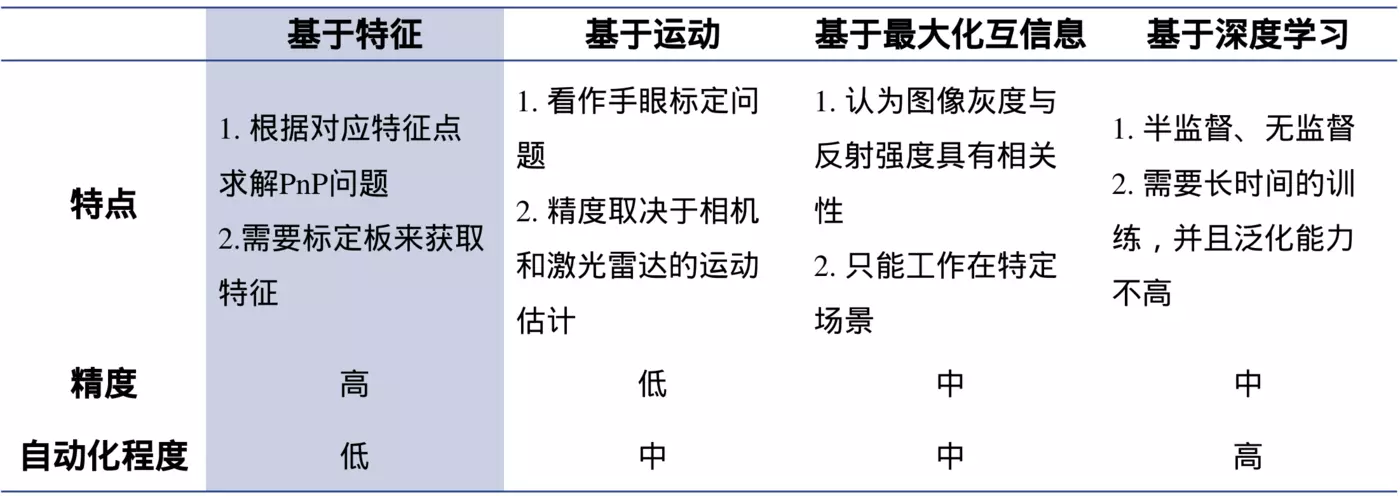 基于特征 基于运动 基于最大化互信息 基于深度学习
特点
1. 根据对应特征点
求解PnP问题
2.需要标定板来获取
特征
1. 看作手眼标定问
题
2. 精度取决于相机
和激光雷达的运动
估计
1. 认为图像灰度与
反射强度具有相关
性
2. 只能工作在特定
场景
1. 半监督、无监督
2. 需要长时间的训
练，并且泛化能力
不高
精度 高 低 中 中
自动化程度 低 中 中 高